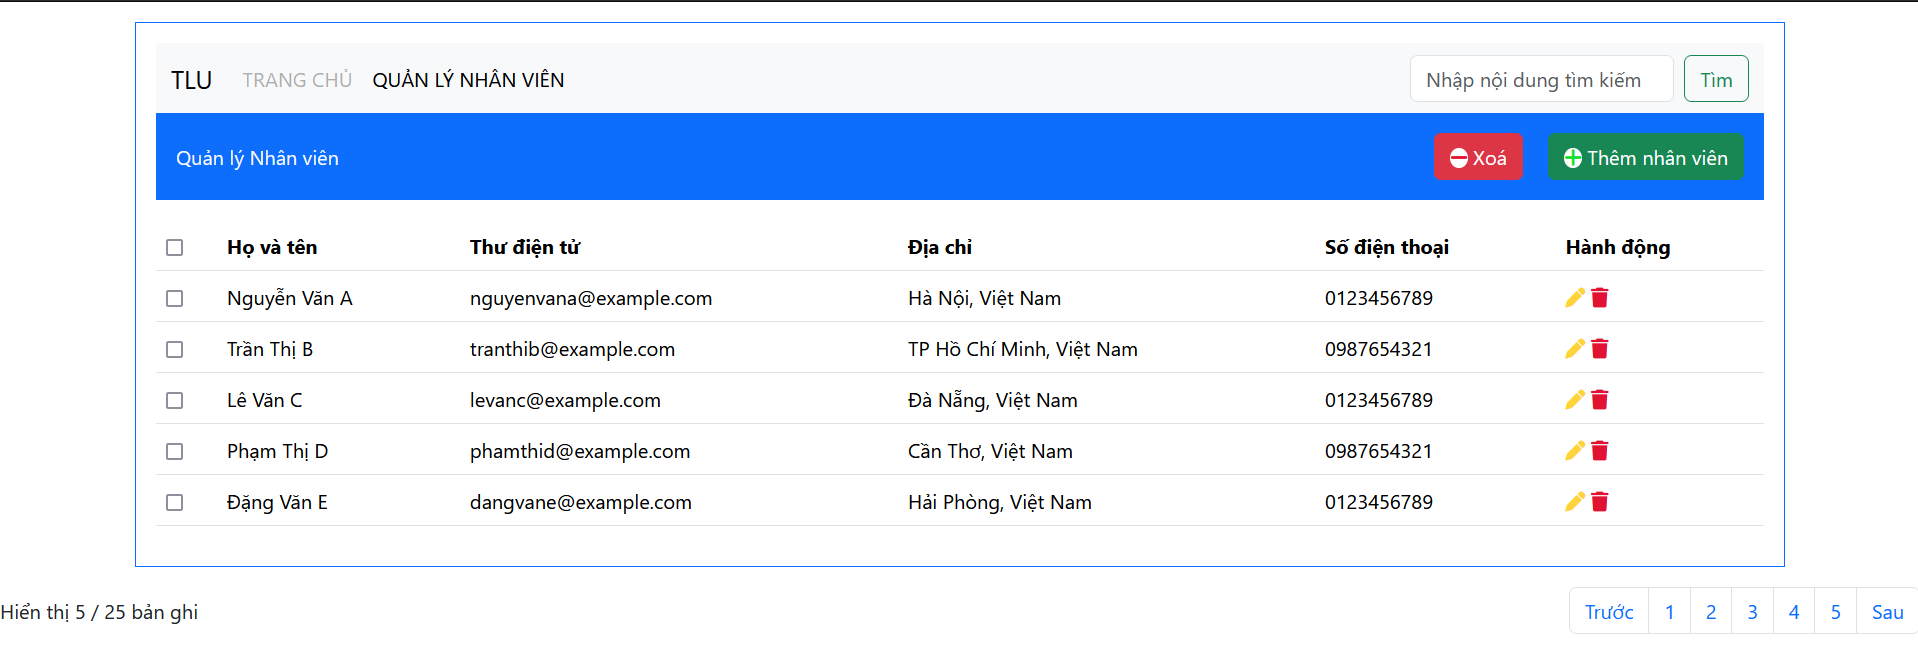 TLU TRANG CHỦ QUẢN LÝ NHÂN VIÊN Nhập nội dung tìm kiếm Tìm
Quản lý Nhân viên Xoá Thêm nhân viên
Họ và tên Thư điện tử Địa chỉ Số điện thoại Hành động
Nguyễn Văn A nguyenvana@example.com Hà Nội, Việt Nam 0123456789
Trần Thị B tranthib@example.com TP Hồ Chí Minh, Việt Nam 0987654321
Lê Văn C levanc@example.com Đà Nẵng, Việt Nam 0123456789
Phạm Thị D phamthid@example.com Cần Thơ, Việt Nam 0987654321
Đặng Văn E dangvane@example.com Hải Phòng, Việt Nam 0123456789
Hiển thị 5 / 25 bản ghi Trước 1 2 3 4 5 Sau